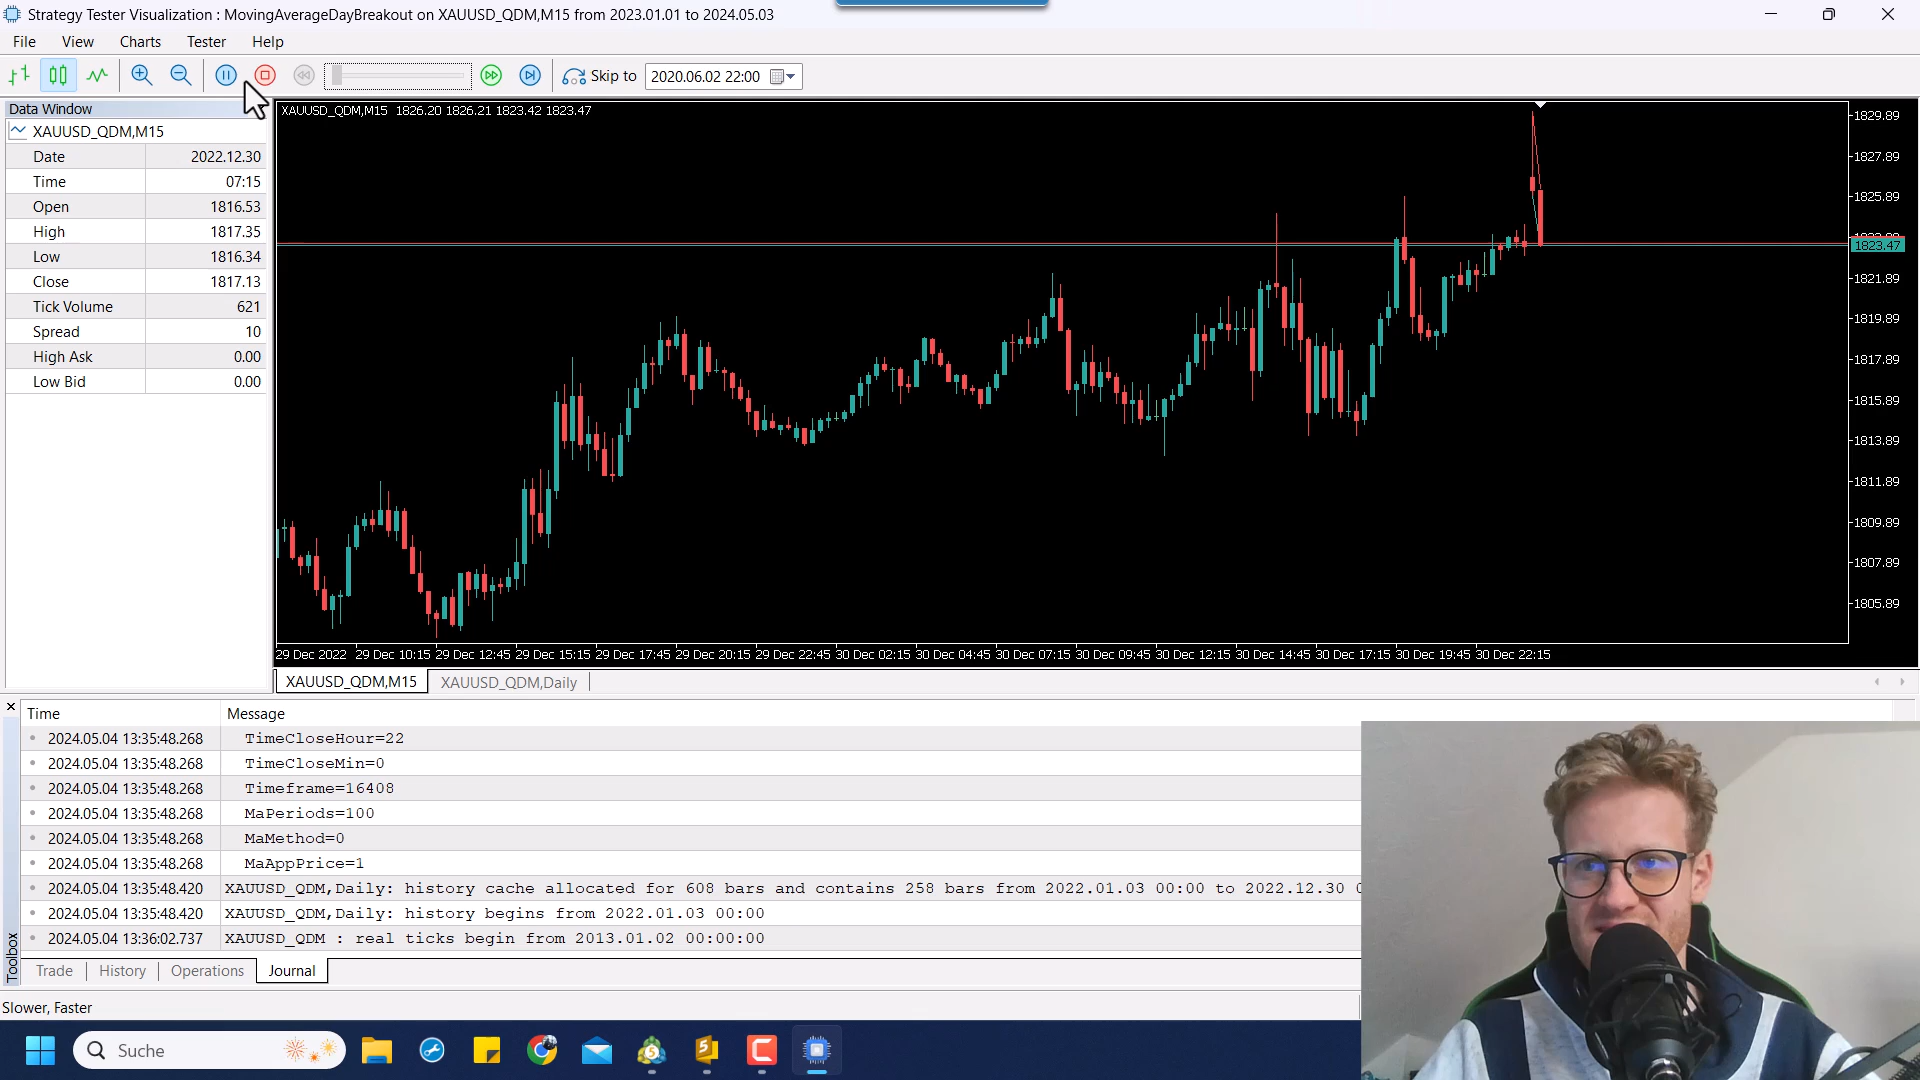 Strategy Tester Visualization : MovingAverageDayBreakout on XAUUSD_QDM,M15 from 2023.01.01 to 2024.05.03
File View Charts Tester Help
Skip to 2020.06.02 22:00
Data Window
XAUUSD_QDM,M15
Date 2022.12.30
Time 07:15
Open 1816.53
High 1817.35
Low 1816.34
Close 1817.13
Tick Volume 621
Spread 10
High Ask 0.00
Low Bid 0.00
XAUUSD_QDM,M15 1826.20 1826.21 1823.42 1823.47
1829.89
1827.89
1825.89
1823.47
1821.89
1819.89
1817.89
1815.89
1813.89
1811.89
1809.89
1807.89
1805.89
29 Dec 2022 29 Dec 10:15 29 Dec 12:45 29 Dec 15:15 29 Dec 17:45 29 Dec 20:15 29 Dec 22:45 30 Dec 02:15 30 Dec 04:45 30 Dec 07:15 30 Dec 09:45 30 Dec 12:15 30 Dec 14:45 30 Dec 17:15 30 Dec 19:45 30 Dec 22:15
XAUUSD_QDM,M15 XAUUSD_QDM,Daily
Time Message
2024.05.04 13:35:48.268 TimeCloseHour=22
2024.05.04 13:35:48.268 TimeCloseMin=0
2024.05.04 13:35:48.268 Timeframe=16408
2024.05.04 13:35:48.268 MaPeriods=100
2024.05.04 13:35:48.268 MaMethod=0
2024.05.04 13:35:48.268 MaAppPrice=1
2024.05.04 13:35:48.420 XAUUSD_QDM,Daily: history cache allocated for 608 bars and contains 258 bars from 2022.01.03 00:00 to 2022.12.30 0
2024.05.04 13:35:48.420 XAUUSD_QDM,Daily: history begins from 2022.01.03 00:00
2024.05.04 13:36:02.737 XAUUSD_QDM : real ticks begin from 2013.01.02 00:00:00
Toolbox
Trade History Operations Journal
Slower, Faster
Suche